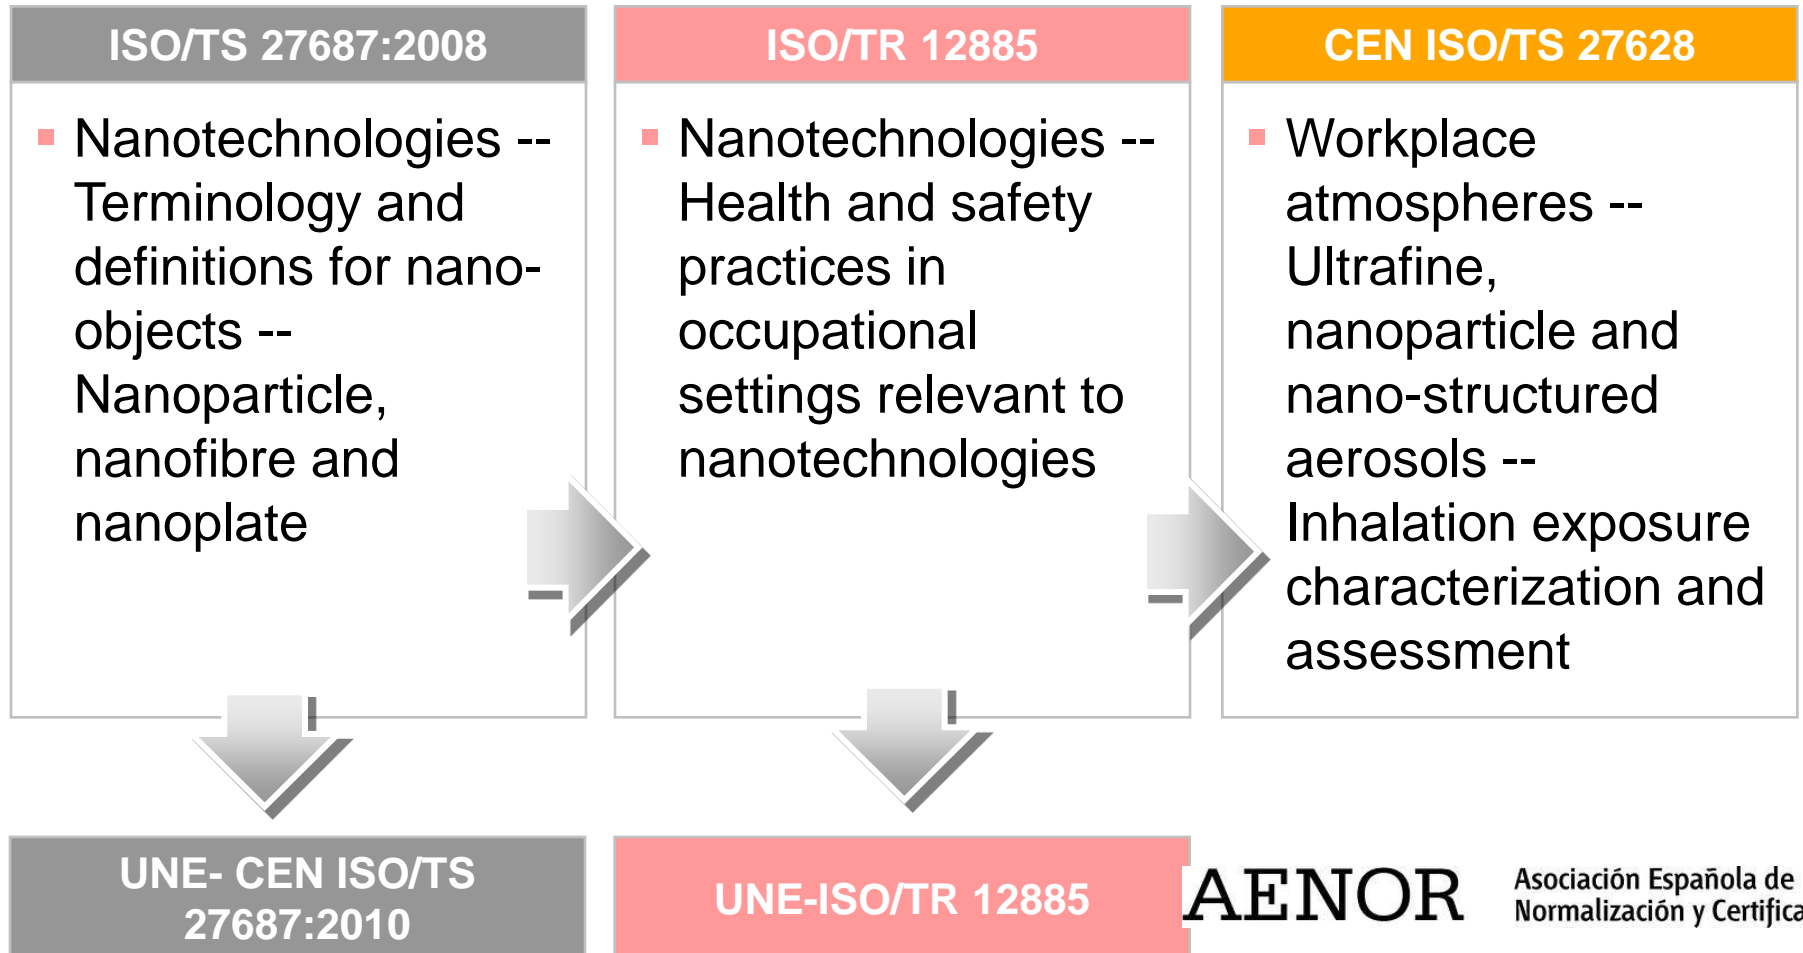 ISO/TS 27687:2008
Nanotechnologies --
Terminology and
definitions for nano-
objects --
Nanoparticle,
nanofibre and
nanoplate
ISO/TR 12885
Nanotechnologies --
Health and safety
practices in
occupational
settings relevant to
nanotechnologies
CEN ISO/TS 27628
Workplace
atmospheres --
Ultrafine,
nanoparticle and
nano-structured
aerosols --
Inhalation exposure
characterization and
assessment
UNE- CEN ISO/TS
27687:2010
UNE-ISO/TR 12885
AENOR
Asociación Española de
Normalización y Certifica